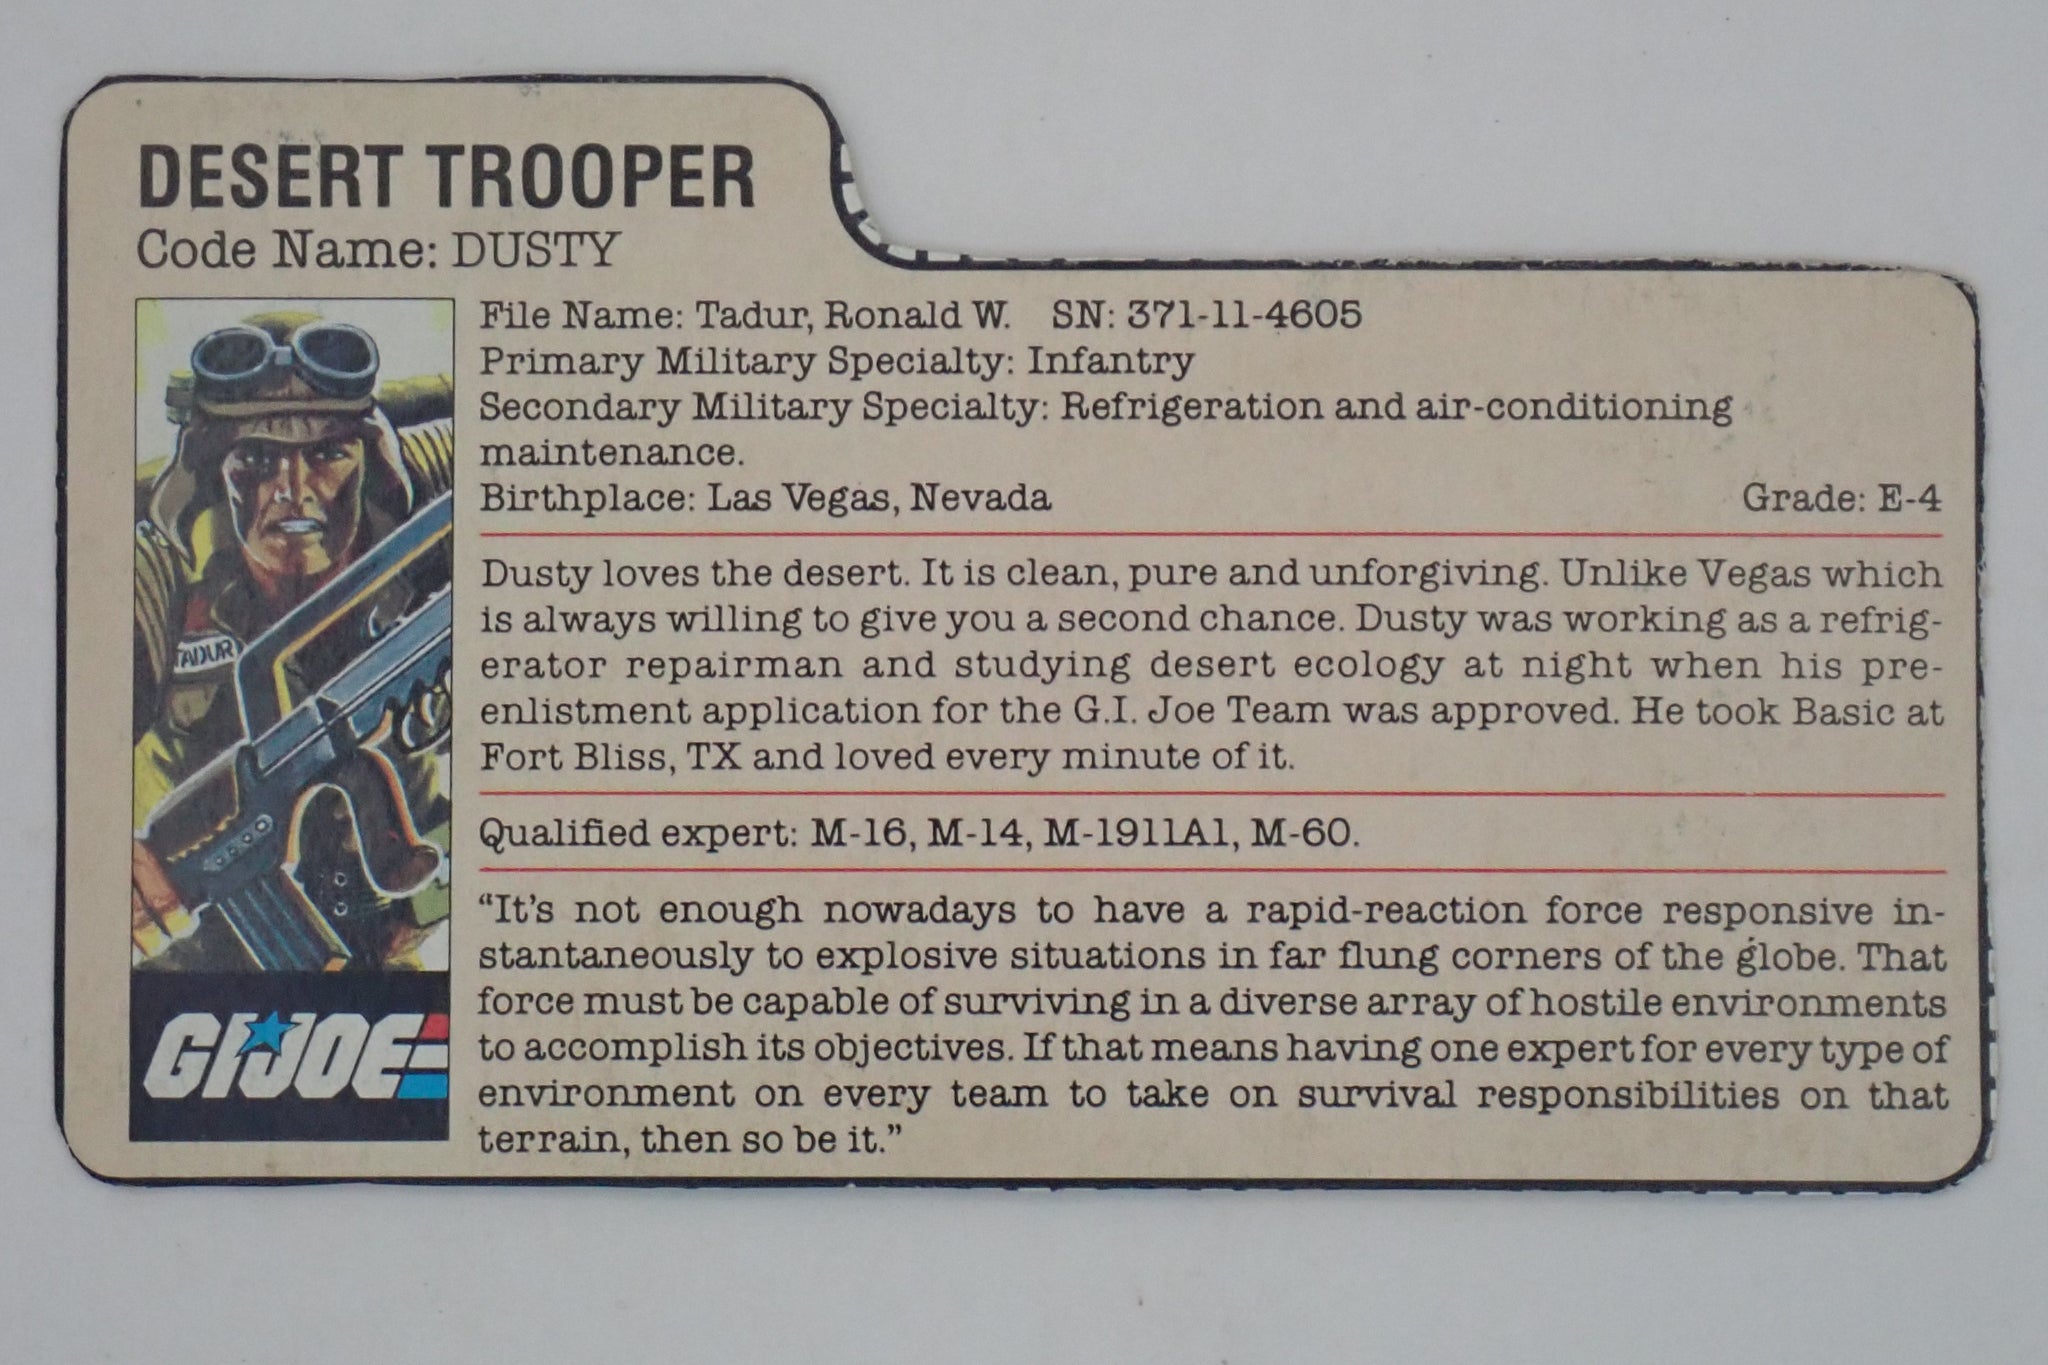 DESERT TROOPER
Code Name: DUSTY
File Name: Tadur, Ronald W. SN: 371-11-4605
Primary Military Specialty: Infantry
Secondary Military Specialty: Refrigeration and air-conditioning
maintenance.
Birthplace: Las Vegas, Nevada Grade: E-4
Dusty loves the desert. It is clean, pure and unforgiving. Unlike Vegas which
is always willing to give you a second chance. Dusty was working as a refrig-
erator repairman and studying desert ecology at night when his pre-
enlistment application for the G.I. Joe Team was approved. He took Basic at
Fort Bliss, TX and loved every minute of it.
Qualified expert: M-16, M-14, M-1911A1, M-60.
“It's not enough nowadays to have a rapid-reaction force responsive in-
stantaneously to explosive situations in far flung corners of the globe. That
force must be capable of surviving in a diverse array of hostile environments
to accomplish its objectives. If that means having one expert for every type of
environment on every team to take on survival responsibilities on that
terrain, then so be it.”
TADUR
GI JOE